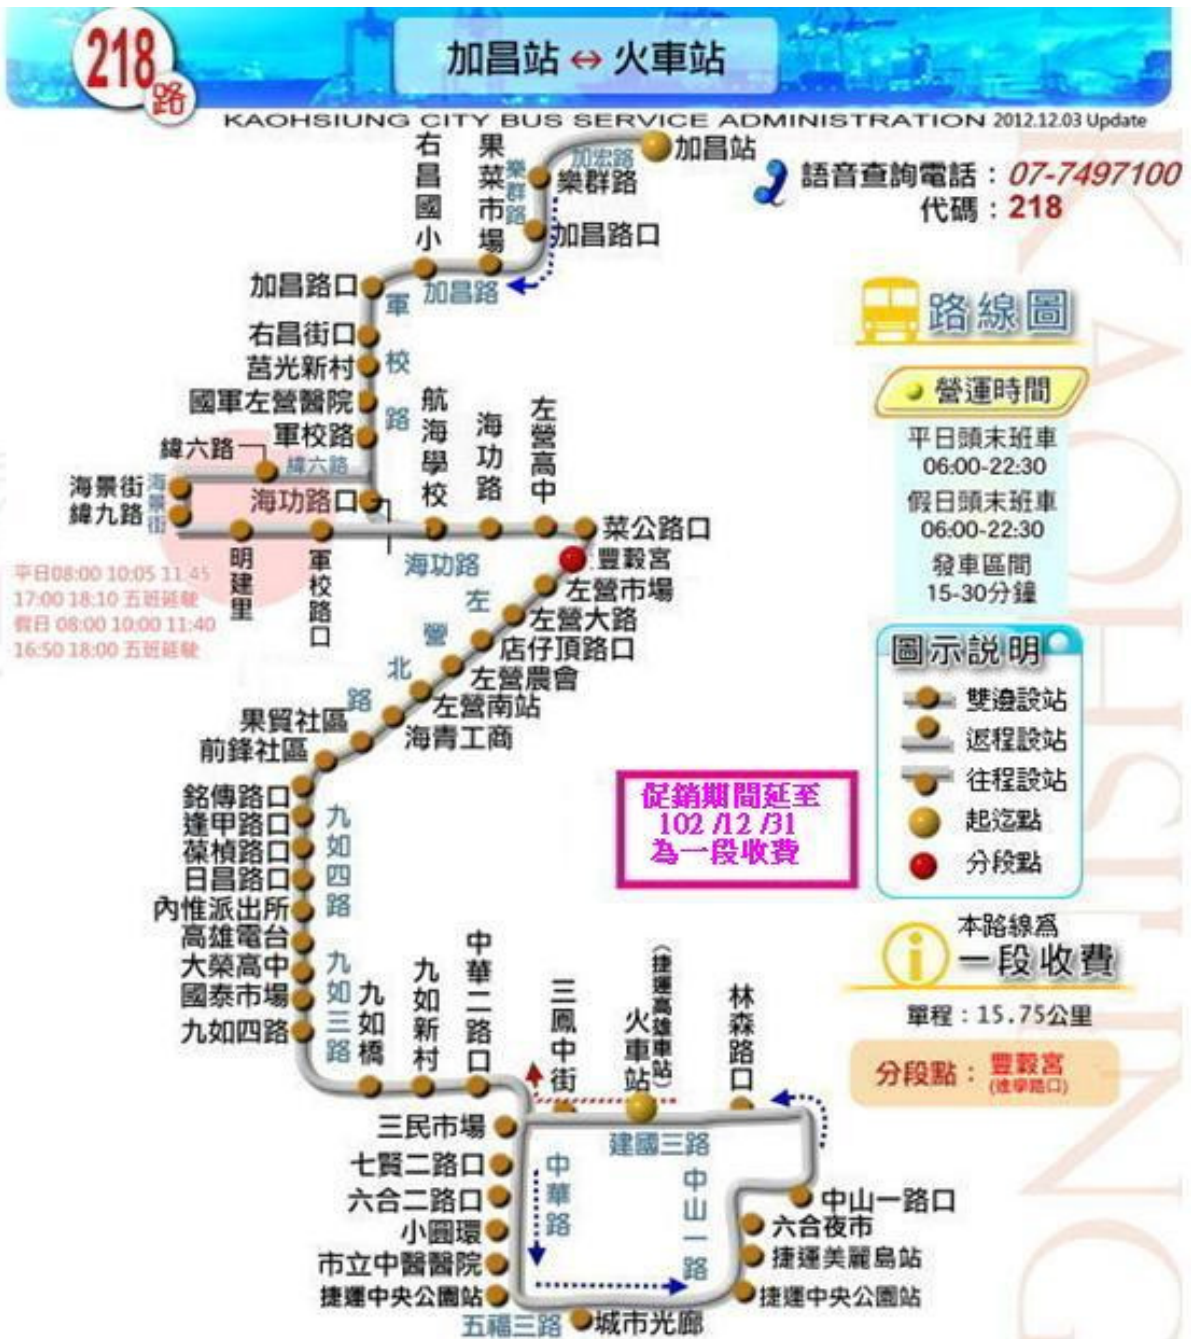 218路
加昌站 ↔ 火車站
KAOHSIUNG CITY BUS SERVICE ADMINISTRATION 2012.12.03 Update
語音查詢電話：07-7497100
代碼：218
加昌站
加宏路
樂群路
樂群路
加昌路口
果菜市場
右昌國小
加昌路
加昌路口
軍校路
右昌街口
莒光新村
國軍左營醫院
軍校路
緯六路
緯六路
海景街
海景街
緯九路
海功路口
明建里
軍校路口
航海學校
海功路
左營高中
菜公路口
海功路
豐穀宮
左營市場
左營大路
店仔頂路口
左營農會
左營南站
海青工商
左營北路
果貿社區
前鋒社區
銘傳路口
逢甲路口
葆楨路口
日昌路口
內惟派出所
高雄電台
大榮高中
國泰市場
九如四路
九如四路
九如三路
九如橋
九如新村
中華二路口
三鳳中街
火車站
(捷運高雄車站)
林森路口
建國三路
三民市場
七賢二路口
六合二路口
小圓環
市立中醫醫院
捷運中央公園站
中華路
中山一路
五福三路
城市光廊
中山一路口
六合夜市
捷運美麗島站
捷運中央公園站
平日08:00 10:05 11:45
17:00 18:10 五班延駛
假日 08:00 10:00 11:40
16:50 18:00 五班延駛
路線圖
營運時間
平日頭末班車
06:00-22:30
假日頭末班車
06:00-22:30
發車區間
15-30分鐘
圖示説明
雙邊設站
返程設站
往程設站
起迄點
分段點
促銷期間延至
102 /12 /31
為一段收費
本路線爲
一段收費
單程：15.75公里
分段點：豐穀宮
(進學路口)
KAOHSIUNG